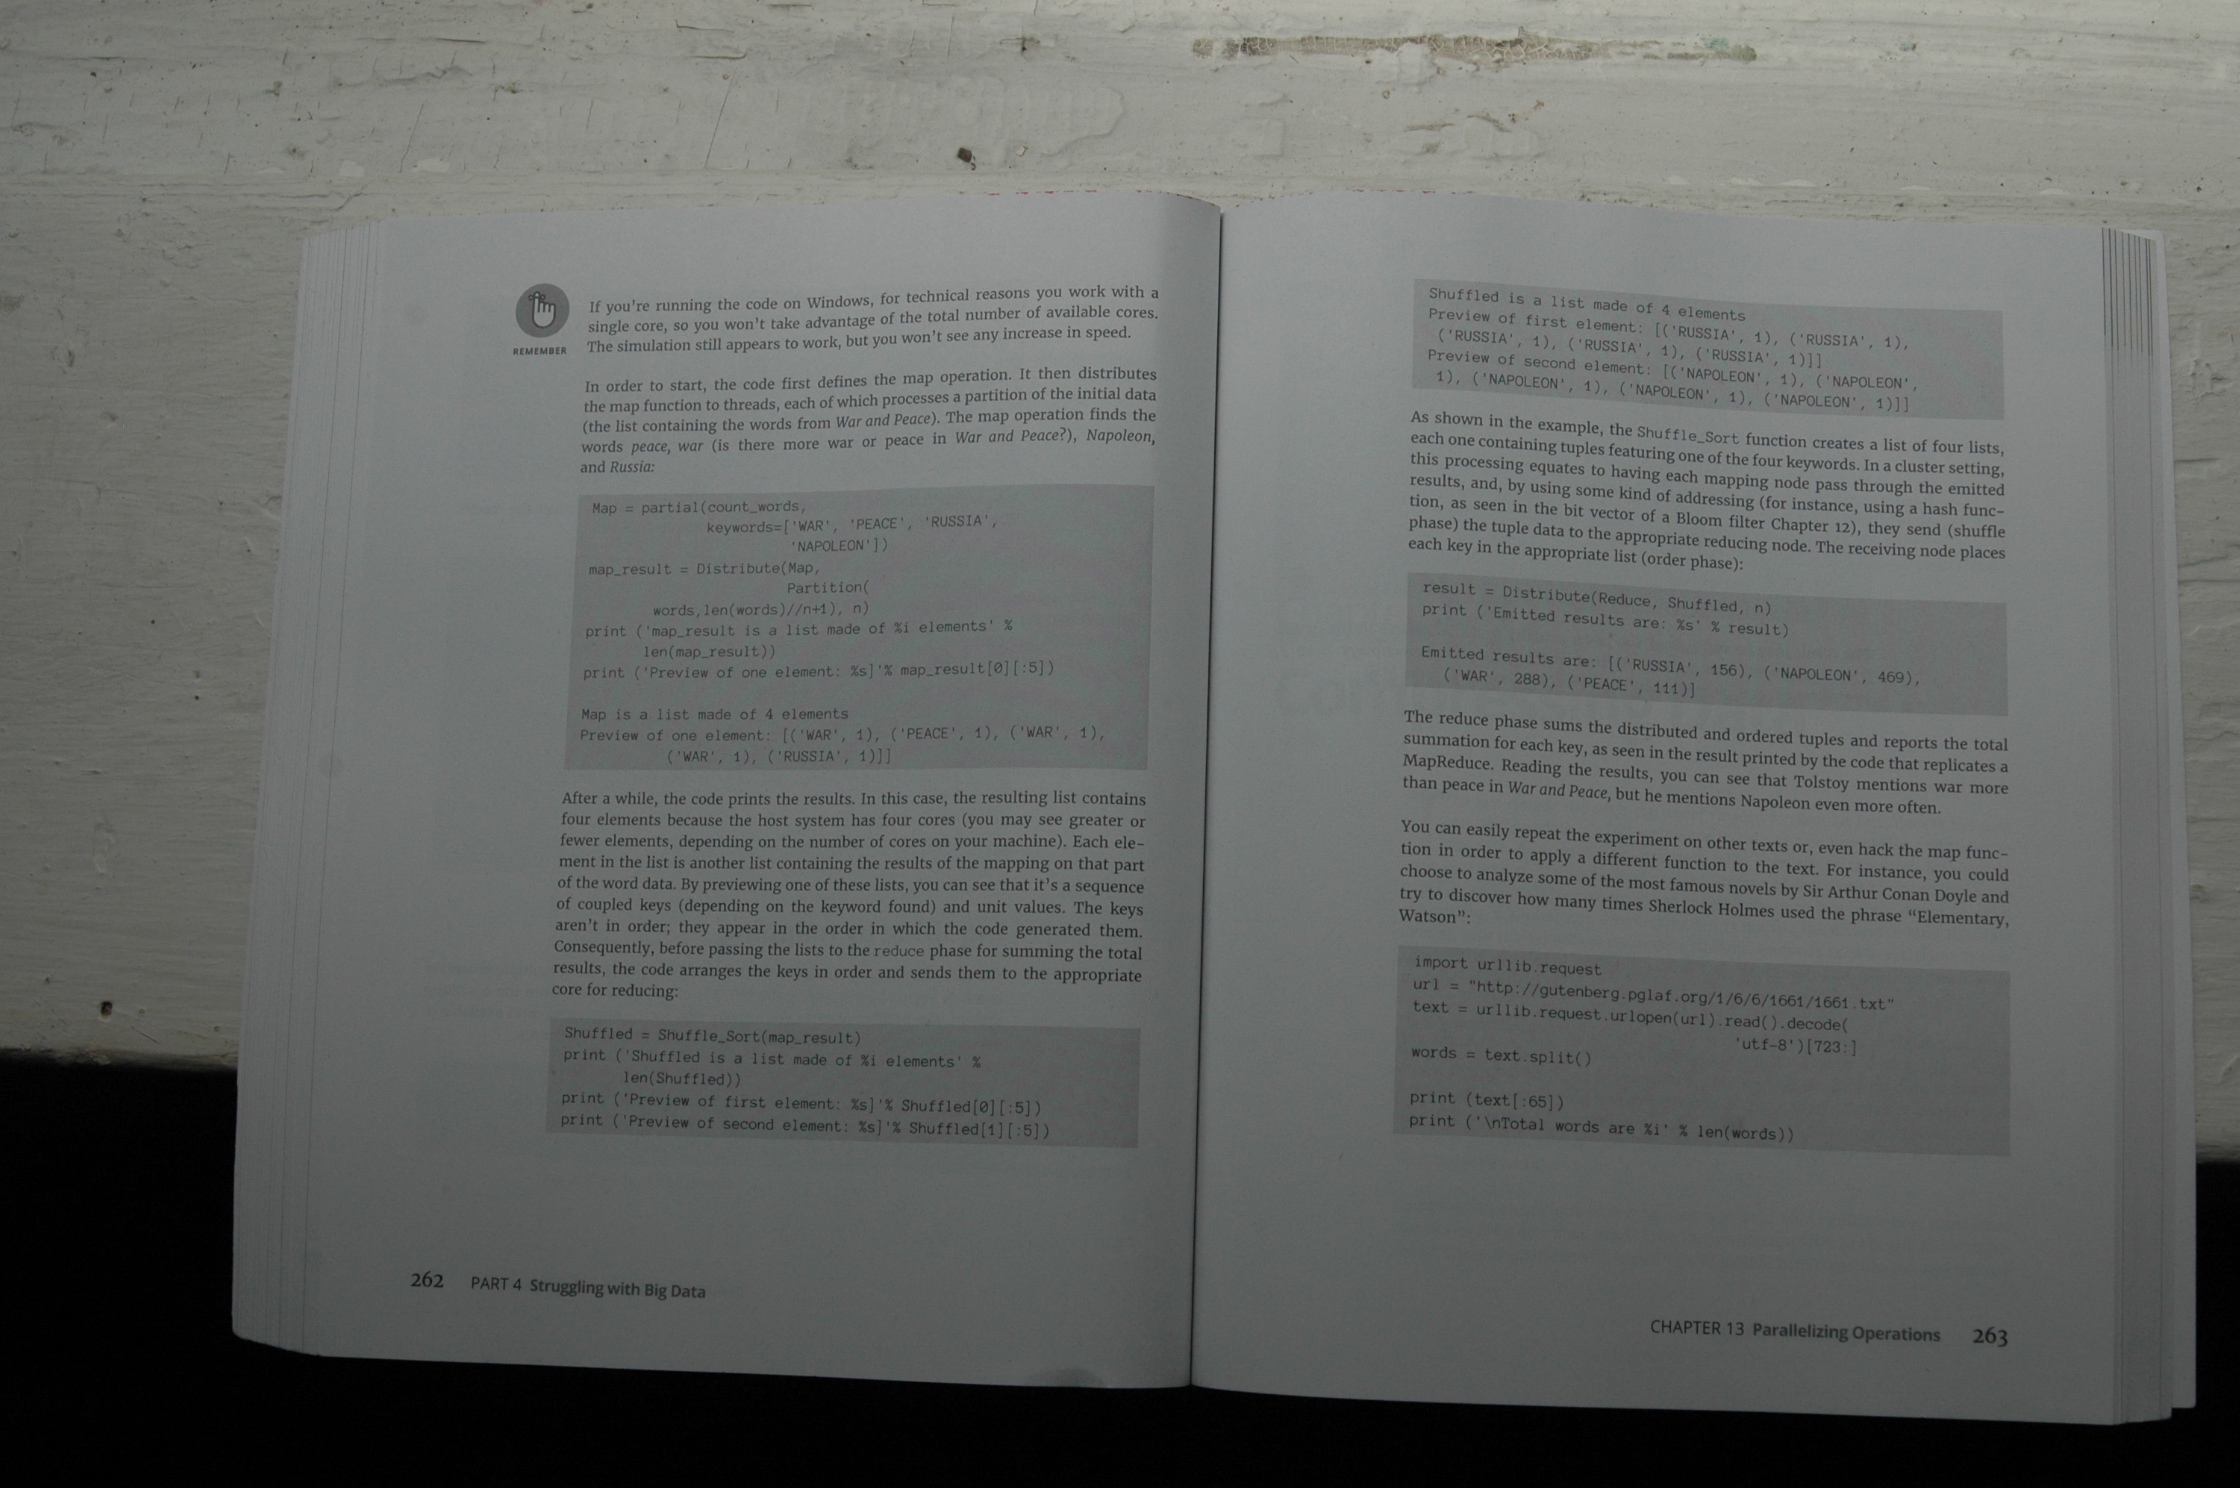 If you're running the code on Windows, for technical reasons you work with a
single core, so you won't take advantage of the total number of available cores.
The simulation still appears to work, but you won't see any increase in speed.
REMEMBER
In order to start, the code first defines the map operation. It then distributes
the map function to threads, each of which processes a partition of the initial data
(the list containing the words from War and Peace). The map operation finds the
words peace, war (is there more war or peace in War and Peace?), Napoleon,
and Russia:
Map = partial(count_words,
keywords=['WAR', 'PEACE', 'RUSSIA',
'NAPOLEON'])
map_result = Distribute(Map,
Partition(
words,len(words)//n+1), n)
print ('map_result is a list made of %i elements' %
len(map_result))
print ('Preview of one element: %s]'% map_result[0][:5])
Map is a list made of 4 elements
Preview of one element: [('WAR', 1), ('PEACE', 1), ('WAR', 1),
('WAR', 1), ('RUSSIA', 1)]]
After a while, the code prints the results. In this case, the resulting list contains
four elements because the host system has four cores (you may see greater or
fewer elements, depending on the number of cores on your machine). Each ele-
ment in the list is another list containing the results of the mapping on that part
of the word data. By previewing one of these lists, you can see that it's a sequence
of coupled keys (depending on the keyword found) and unit values. The keys
aren't in order; they appear in the order in which the code generated them.
Consequently, before passing the lists to the reduce phase for summing the total
results, the code arranges the keys in order and sends them to the appropriate
core for reducing:
Shuffled = Shuffle_Sort(map_result)
print ('Shuffled is a list made of %i elements' %
len(Shuffled))
print ('Preview of first element: %s]'% Shuffled[0][:5])
print ('Preview of second element: %s]'% Shuffled[1][:5])
262 PART 4 Struggling with Big Data
Shuffled is a list made of 4 elements
Preview of first element: [('RUSSIA', 1), ('RUSSIA', 1),
('RUSSIA', 1), ('RUSSIA', 1), ('RUSSIA', 1)]]
Preview of second element: [('NAPOLEON', 1), ('NAPOLEON',
1), ('NAPOLEON', 1), ('NAPOLEON', 1), ('NAPOLEON', 1)]]
As shown in the example, the Shuffle_Sort function creates a list of four lists,
each one containing tuples featuring one of the four keywords. In a cluster setting,
this processing equates to having each mapping node pass through the emitted
results, and, by using some kind of addressing (for instance, using a hash func-
tion, as seen in the bit vector of a Bloom filter Chapter 12), they send (shuffle
phase) the tuple data to the appropriate reducing node. The receiving node places
each key in the appropriate list (order phase):
result = Distribute(Reduce, Shuffled, n)
print ('Emitted results are: %s' % result)
Emitted results are: [('RUSSIA', 156), ('NAPOLEON', 469),
('WAR', 288), ('PEACE', 111)]
The reduce phase sums the distributed and ordered tuples and reports the total
summation for each key, as seen in the result printed by the code that replicates a
MapReduce. Reading the results, you can see that Tolstoy mentions war more
than peace in War and Peace, but he mentions Napoleon even more often.
You can easily repeat the experiment on other texts or, even hack the map func-
tion in order to apply a different function to the text. For instance, you could
choose to analyze some of the most famous novels by Sir Arthur Conan Doyle and
try to discover how many times Sherlock Holmes used the phrase "Elementary,
Watson":
import urllib.request
url = "http://gutenberg.pglaf.org/1/6/6/1661/1661.txt"
text = urllib.request.urlopen(url).read().decode(
'utf-8')[723:]
words = text.split()
print (text[:65])
print ('\nTotal words are %i' % len(words))
CHAPTER 13 Parallelizing Operations 263